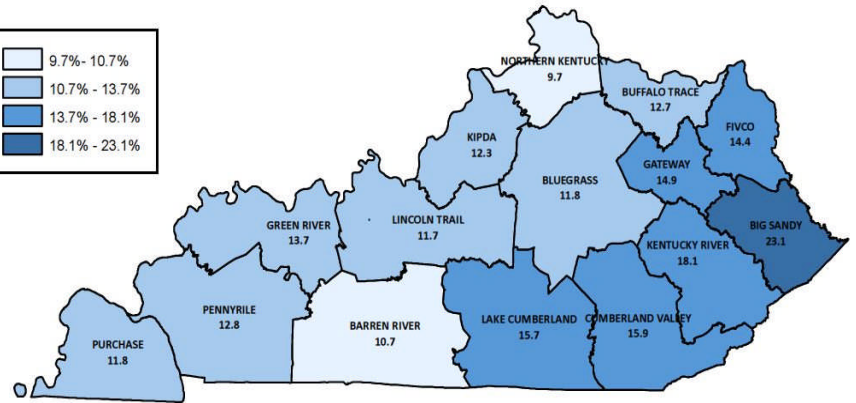 9.7%- 10.7%
10.7% - 13.7%
13.7% - 18.1%
18.1% - 23.1%
NORTHERN KENTUCKY
9.7
BUFFALO TRACE
12.7
FIVCO
14.4
KIPDA
12.3
GATEWAY
14.9
BLUEGRASS
11.8
GREEN RIVER
13.7
LINCOLN TRAIL
11.7
BIG SANDY
23.1
KENTUCKY RIVER
18.1
PENNYRILE
12.8
BARREN RIVER
10.7
LAKE CUMBERLAND
15.7
CUMBERLAND VALLEY
15.9
PURCHASE
11.8